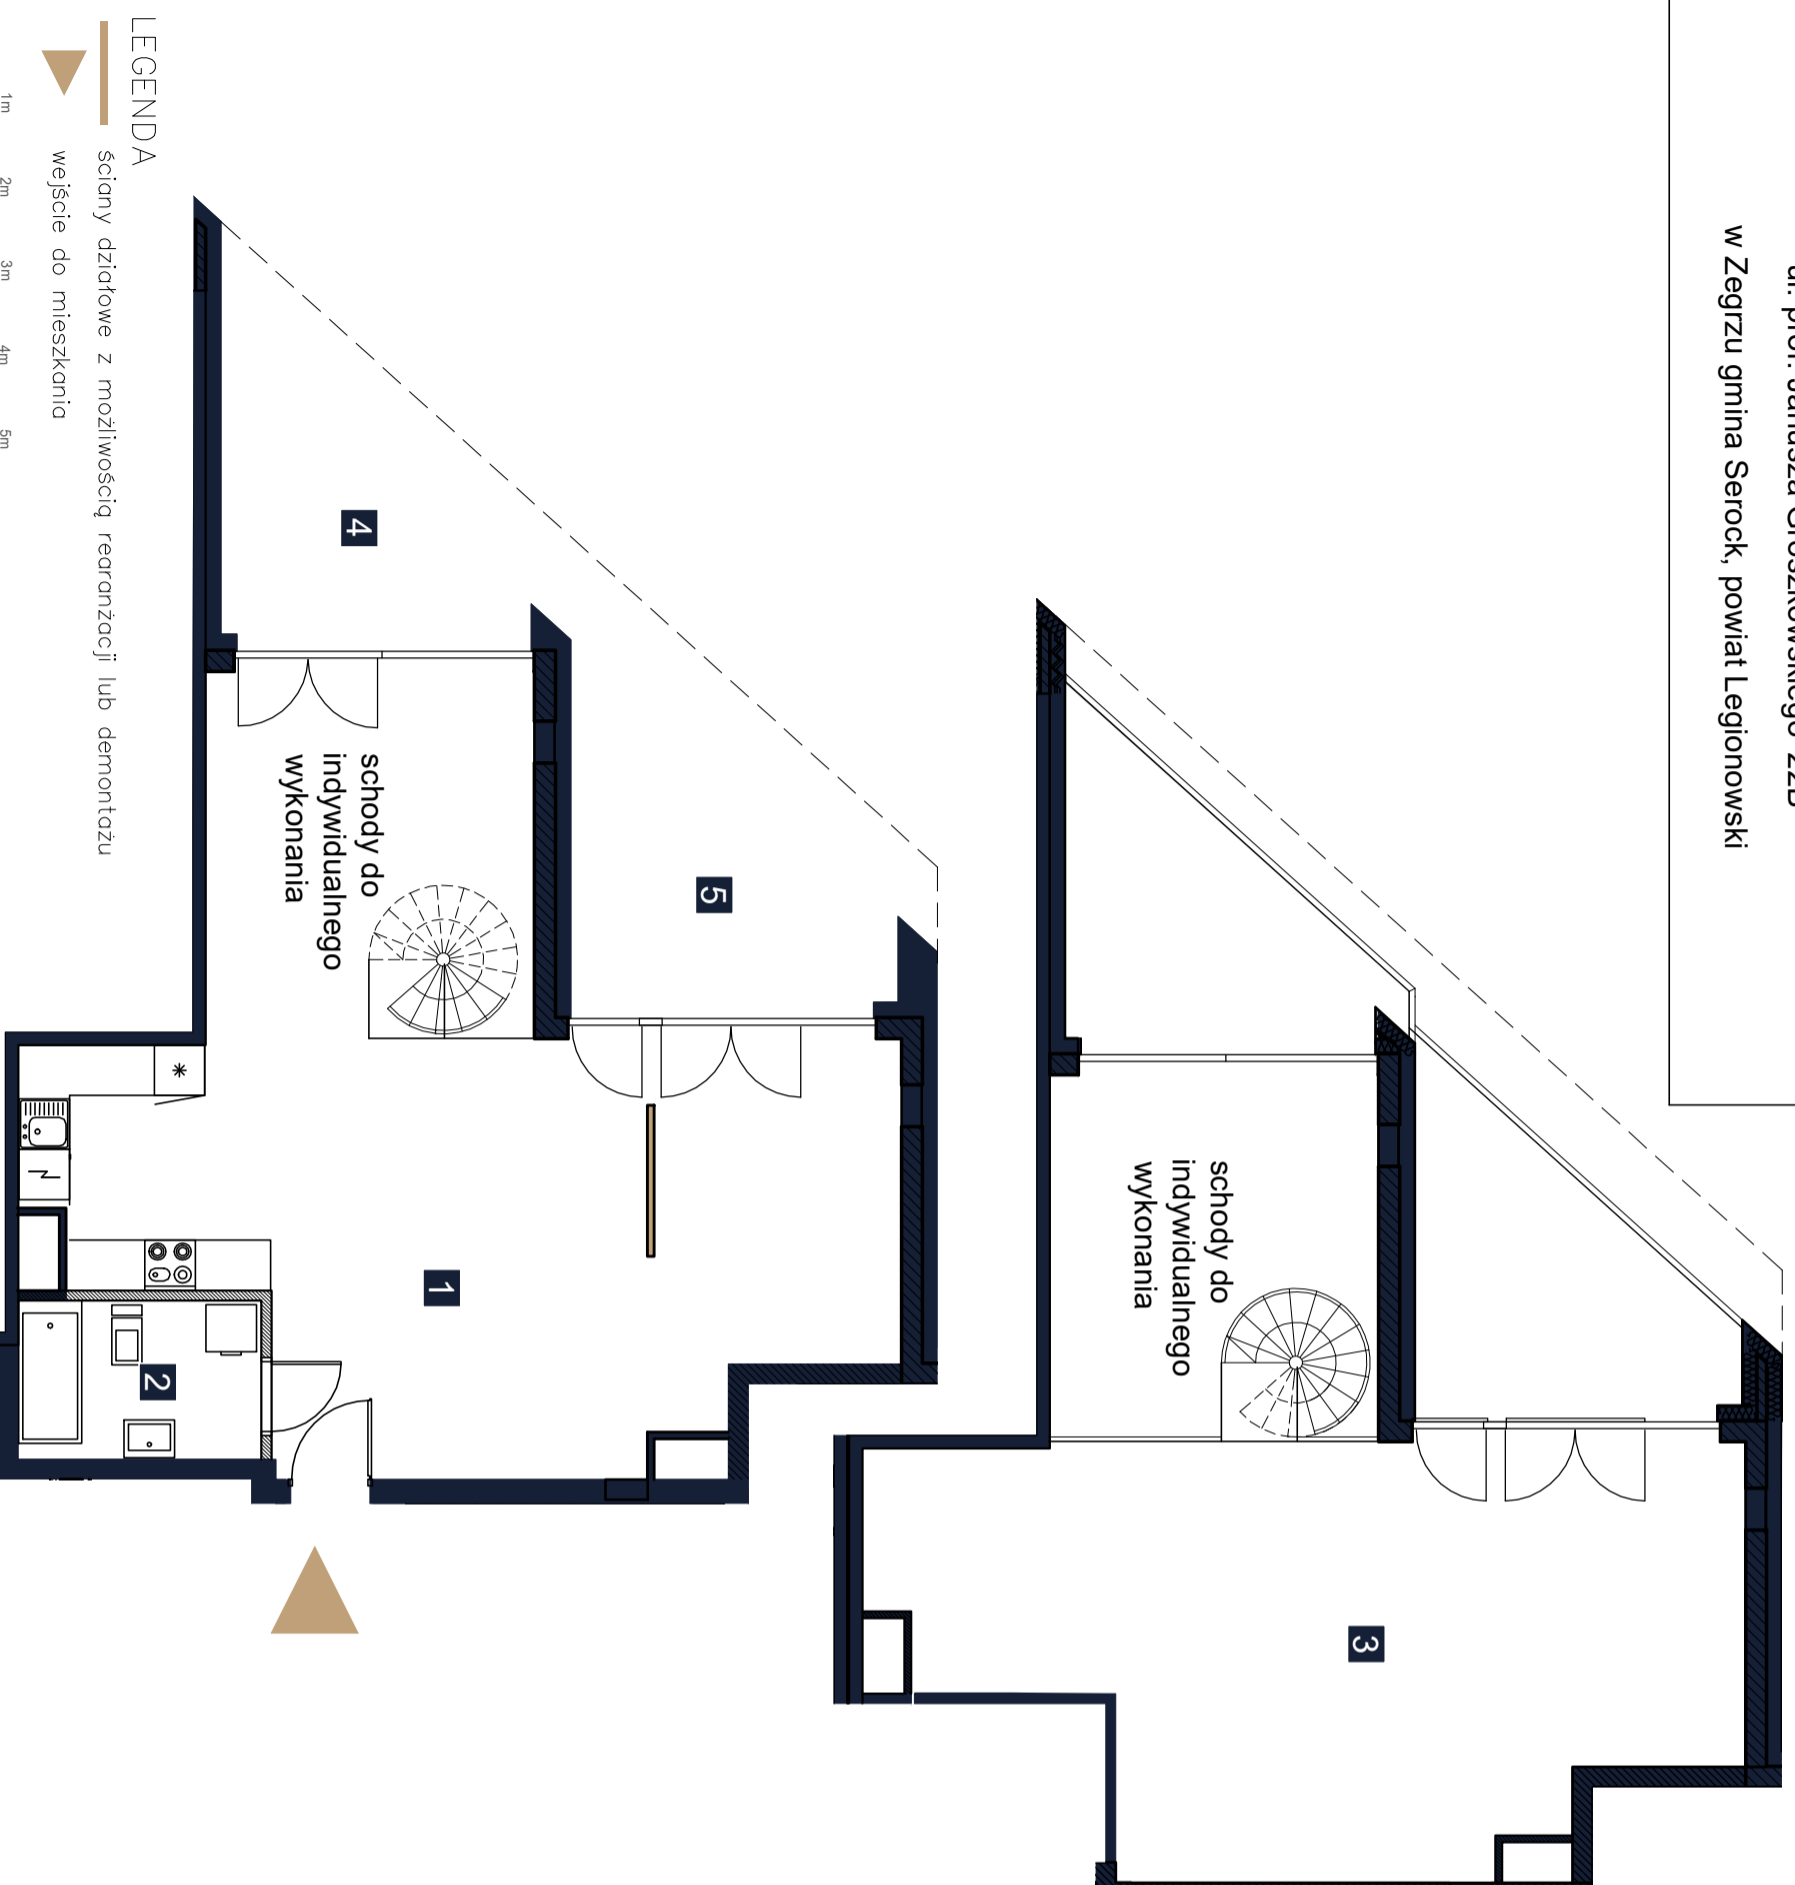 w Zegrzu gmina Serock, powiat Legionowski
schody do
indywidualnego
wykonania
3
5
4
schody do
indywidualnego
wykonania
1
2
LEGENDA
ściany działowe z możliwością rearanżacji lub demontażu
wejście do mieszkania
1m
2m
3m
4m
5m